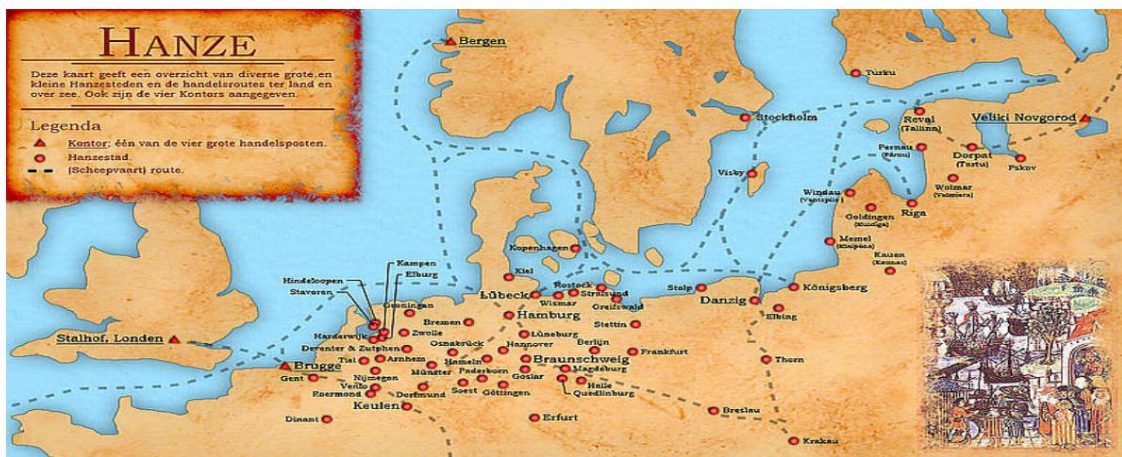 HANZE
Deze kaart geeft een overzicht van diverse grote en
kleine Hanzesteden en de handelsroutes ter land en
over zee. Ook zijn de vier Kontors aangegeven.
Legenda
Kontor; één van de vier grote handelsposten.
Hanzestad.
(Scheepvaart) route.
Bergen
Turku
Stockholm
Reval
(Tallinn)
Veliki Novgorod
Pernau
(Pärnu)
Dorpat
(Tartu)
Pskov
Visby
Wolmar
(Valmiera)
Windau
(Ventspils)
Goldingen
(Kuldiga)
Riga
Memel
(Klaipéda)
Kauen
(Kaunas)
Kopenhagen
Kampen
Elburg
Hindeloopen
Stavoren
Kiel
Rostock
Stolp
Königsberg
Lübeck
Wismar
Stralsund
Greifswald
Danzig
Elbing
Groningen
Hamburg
Bremen
Stettin
Stalhof, Londen
Harderwijk
Zwolle
Lüneburg
Deventer & Zutphen
Osnabrück
Hannover
Berlijn
Frankfurt
Brugge
Tiel
Arnhem
Hameln
Braunschweig
Thorn
Gent
Nijmegen
Münster
Paderborn
Goslar
Magdeburg
Venlo
Roermond
Dortmund
Soest
Göttingen
Halle
Quedlinburg
Keulen
Dinant
Erfurt
Breslau
Krakau